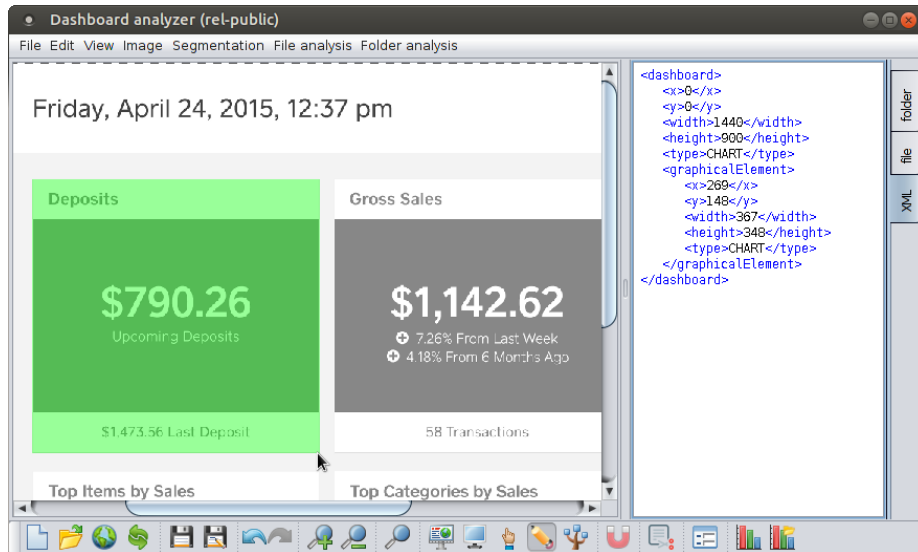 Dashboard analyzer (rel-public)
File Edit View Image Segmentation File analysis Folder analysis
Friday, April 24, 2015, 12:37 pm
Deposits
$790.26
Upcoming Deposits
$1,473.56 Last Deposit
Gross Sales
$1,142.62
7.26% From Last Week
4.18% From 6 Months Ago
58 Transactions
Top Items by Sales
Top Categories by Sales
<dashboard>
<x>0</x>
<y>0</y>
<width>1440</width>
<height>900</height>
<type>CHART</type>
<graphicalElement>
<x>269</x>
<y>148</y>
<width>367</width>
<height>348</height>
<type>CHART</type>
</graphicalElement>
</dashboard>
folder
file
XML